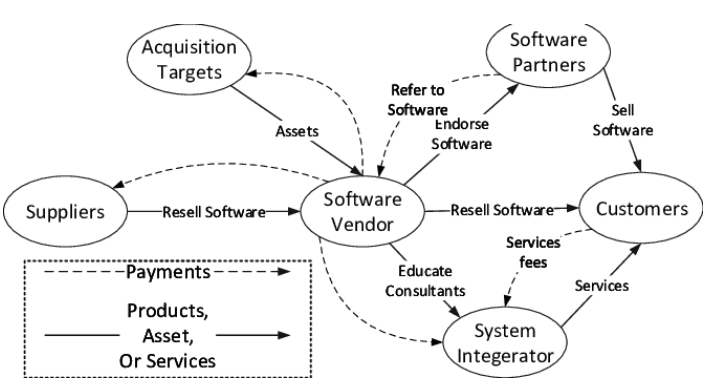 Acquisition
Targets
Software
Partners
Refer to
Software
Endorse
Software
Assets
Sell
Software
Suppliers
Resell Software
Software
Vendor
Resell Software
Customers
Services
fees
Educate
Consultants
Services
System
Integerator
Payments
Products,
Asset,
Or Services